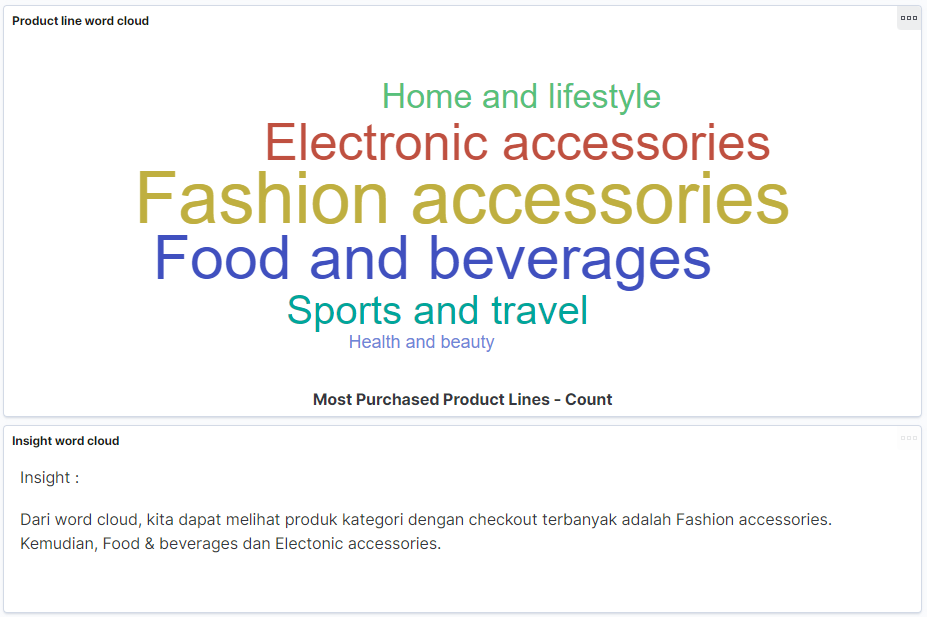 Product line word cloud
Home and lifestyle
Electronic accessories
Fashion accessories
Food and beverages
Sports and travel
Health and beauty
Most Purchased Product Lines - Count
Insight word cloud
Insight :
Dari word cloud, kita dapat melihat produk kategori dengan checkout terbanyak adalah Fashion accessories.
Kemudian, Food & beverages dan Electonic accessories.